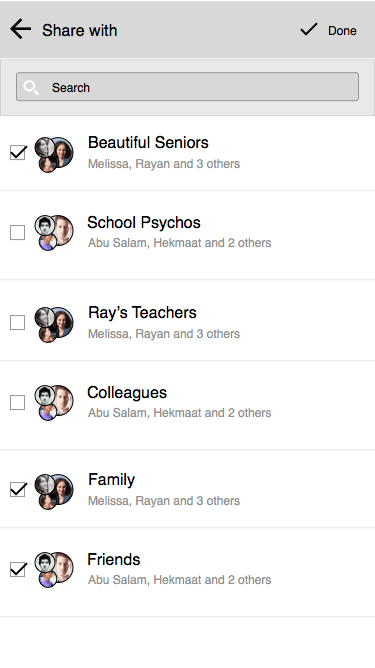 Share with
Done
Search
Beautiful Seniors
Melissa, Rayan and 3 others
School Psychos
Abu Salam, Hekmaat and 2 others
Ray’s Teachers
Melissa, Rayan and 3 others
Colleagues
Abu Salam, Hekmaat and 2 others
Family
Melissa, Rayan and 3 others
Friends
Abu Salam, Hekmaat and 2 others